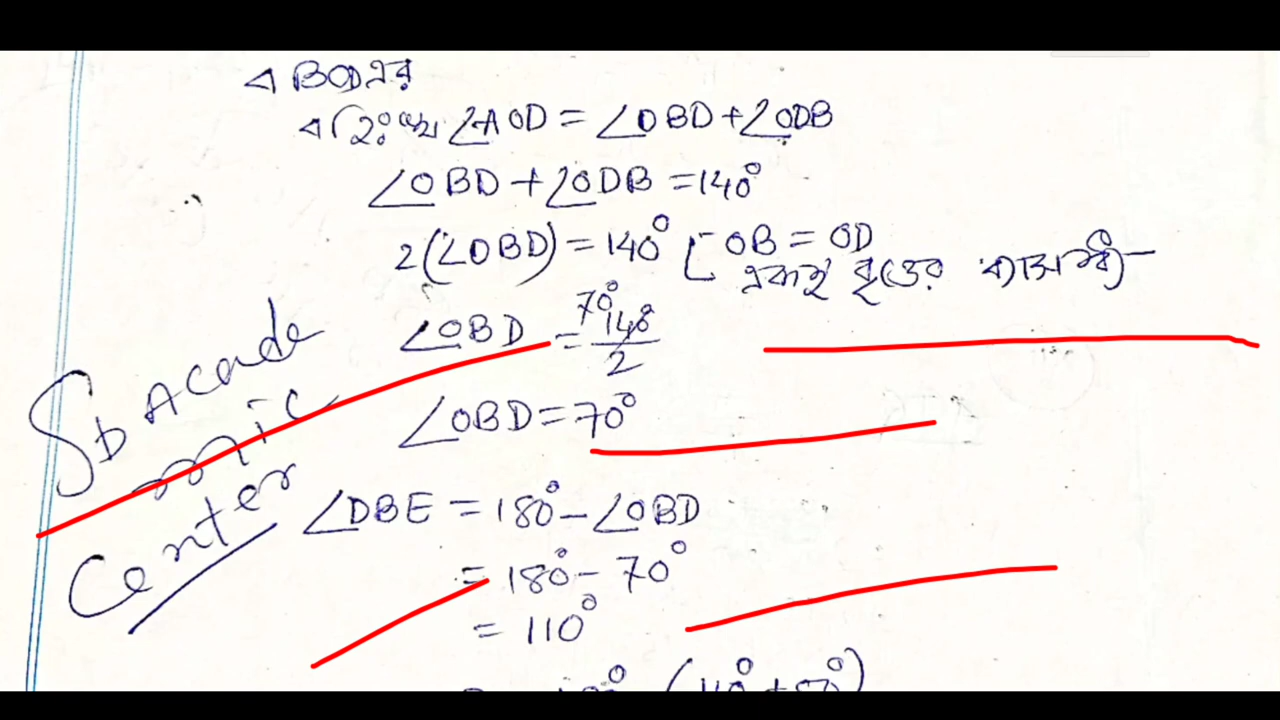 △ BOD এর
△ বহিঃস্থ ∠AOD = ∠OBD + ∠ODB
∠OBD + ∠ODB = 140°
2(∠OBD) = 140° [OB = OD
একই বৃত্তের ব্যাসার্ধ
∠OBD = 70° 140° / 2
∠OBD = 70°
Sb Academic Center
∠DBE = 180° - ∠OBD
= 180° - 70°
= 110°